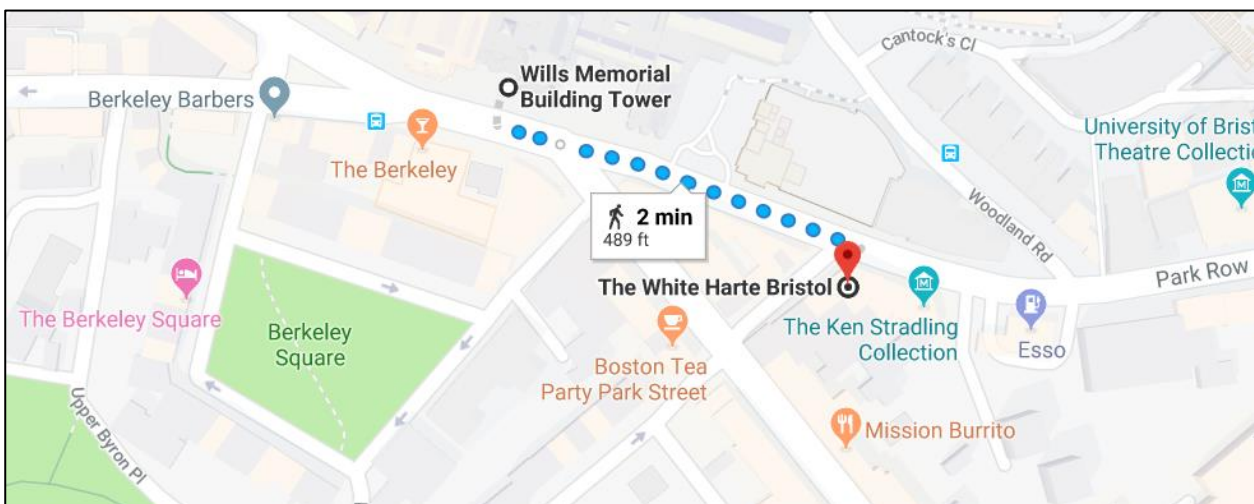 Cantock's Cl
Wills Memorial
Building Tower
Berkeley Barbers
University of Brist
Theatre Collectio
The Berkeley
Woodland Rd
2 min
489 ft
Park Row
The White Harte Bristol
The Berkeley Square
Berkeley
Square
The Ken Stradling
Collection
Esso
Boston Tea
Party Park Street
Upper Byron Pl
Mission Burrito